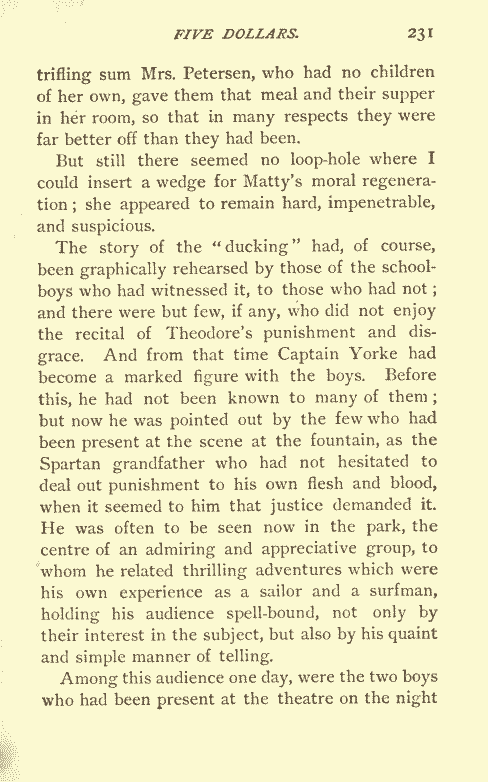 FIVE DOLLARS. 231
trifling sum Mrs. Petersen, who had no children
of her own, gave them that meal and their supper
in her room, so that in many respects they were
far better off than they had been.
But still there seemed no loop-hole where I
could insert a wedge for Matty's moral regenera-
tion; she appeared to remain hard, impenetrable,
and suspicious.
The story of the "ducking" had, of course,
been graphically rehearsed by those of the school-
boys who had witnessed it, to those who had not;
and there were but few, if any, who did not enjoy
the recital of Theodore's punishment and dis-
grace. And from that time Captain Yorke had
become a marked figure with the boys. Before
this, he had not been known to many of them;
but now he was pointed out by the few who had
been present at the scene at the fountain, as the
Spartan grandfather who had not hesitated to
deal out punishment to his own flesh and blood,
when it seemed to him that justice demanded it.
He was often to be seen now in the park, the
centre of an admiring and appreciative group, to
whom he related thrilling adventures which were
his own experience as a sailor and a surfman,
holding his audience spell-bound, not only by
their interest in the subject, but also by his quaint
and simple manner of telling.
Among this audience one day, were the two boys
who had been present at the theatre on the night